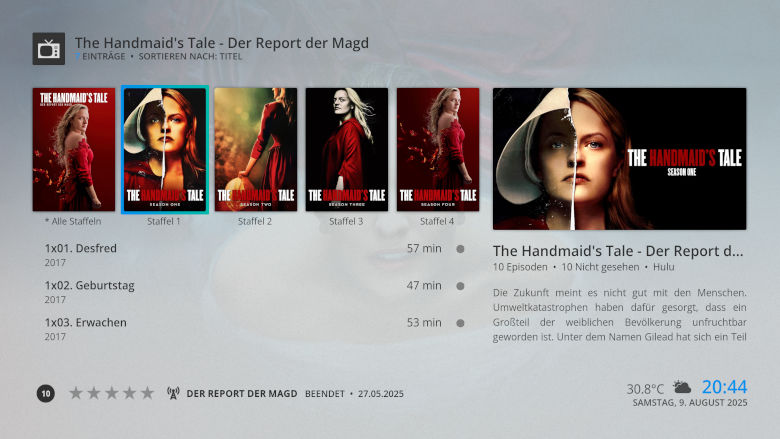 The Handmaid's Tale - Der Report der Magd
7 EINTRÄGE • SORTIEREN NACH: TITEL
THE HANDMAID'S TALE
THE HANDMAID'S TALE
SEASON ONE
THE HANDMAID'S TALE
SEASON TWO
THE HANDMAID'S TALE
SEASON THREE
THE HANDMAID'S TALE
SEASON FOUR
* Alle Staffeln
Staffel 1
Staffel 2
Staffel 3
Staffel 4
1x01. Desfred
57 min
2017
1x02. Geburtstag
47 min
2017
1x03. Erwachen
53 min
2017
THE HANDMAID'S TALE
SEASON ONE
The Handmaid's Tale - Der Report d...
10 Episoden • 10 Nicht gesehen • Hulu
Die Zukunft meint es nicht gut mit den Menschen.
Umweltkatastrophen haben dafür gesorgt, dass ein
Großteil der weiblichen Bevölkerung unfruchtbar
geworden ist. Unter dem Namen Gilead hat sich ein Teil
10
DER REPORT DER MAGD BEENDET • 27.05.2025
30.8°C
20:44
SAMSTAG, 9. AUGUST 2025